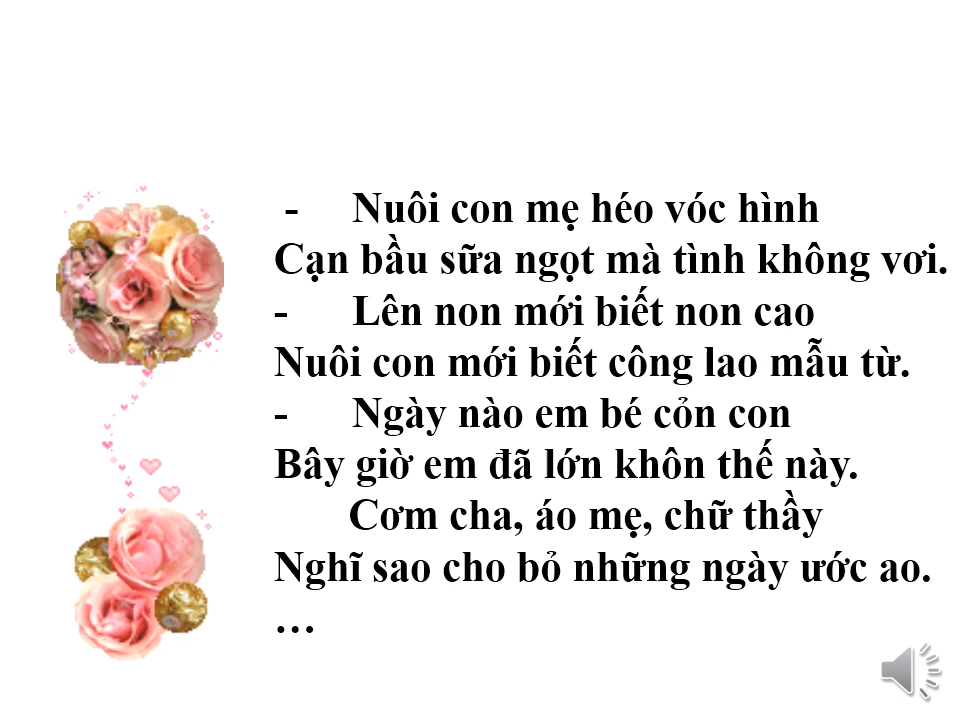 - Nuôi con mẹ héo vóc hình
Cạn bầu sữa ngọt mà tình không vơi.
- Lên non mới biết non cao
Nuôi con mới biết công lao mẫu từ.
- Ngày nào em bé cỏn con
Bây giờ em đã lớn khôn thế này.
Cơm cha, áo mẹ, chữ thầy
Nghĩ sao cho bỏ những ngày ước ao.
…